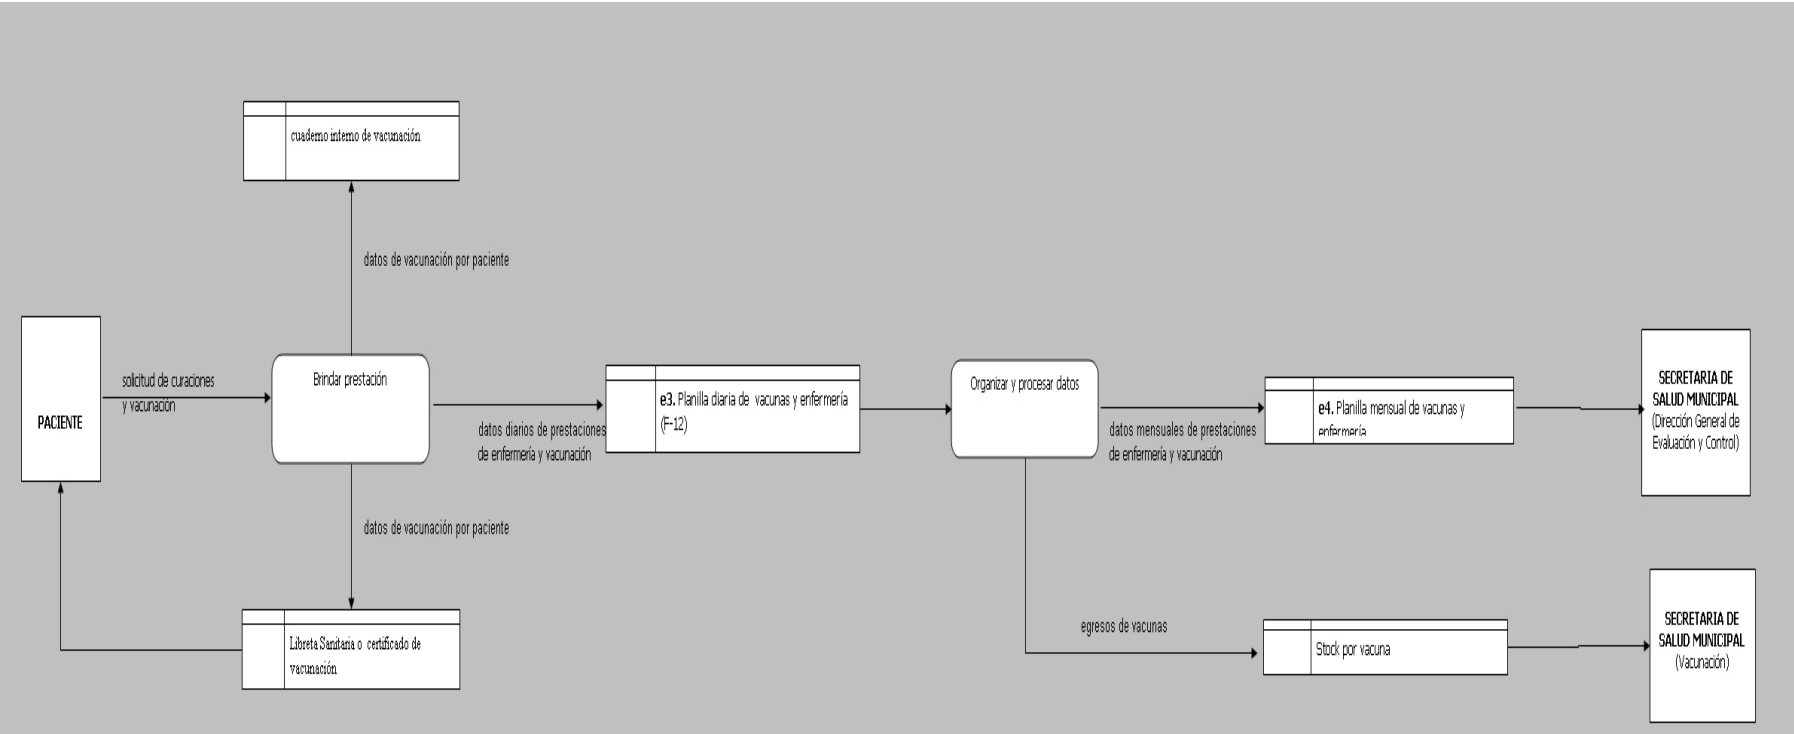 cuaderno interno de vacunación
datos de vacunación por paciente
PACIENTE
solicitud de curaciones
y vacunación
Brindar prestación
datos diarios de prestaciones
de enfermería y vacunación
e3. Planilla diaria de vacunas y enfermería
(F-12)
Organizar y procesar datos
datos mensuales de prestaciones
de enfermería y vacunación
e4. Planilla mensual de vacunas y
enfermería
SECRETARIA DE
SALUD MUNICIPAL
(Dirección General de
Evaluación y Control)
datos de vacunación por paciente
Libreta Sanitaria o certificado de
vacunación
egresos de vacunas
Stock por vacuna
SECRETARIA DE
SALUD MUNICIPAL
(Vacunación)